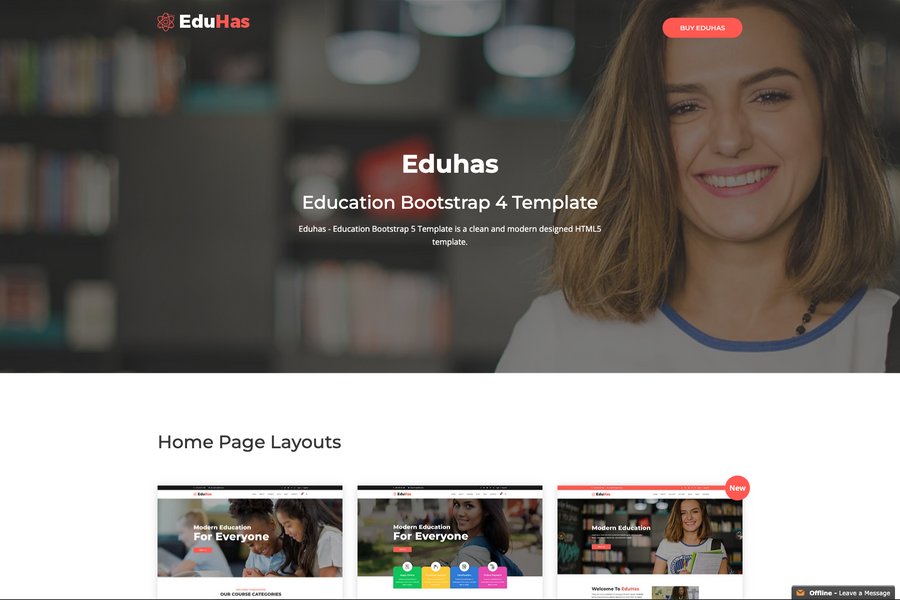 EduHas
BUY EDUHAS
Eduhas
Education Bootstrap 4 Template
Eduhas - Education Bootstrap 5 Template is a clean and modern designed HTML5
template.
Home Page Layouts
New
EduHas
EduHas
EduHas
Modern Education
For Everyone
Modern Education
For Everyone
Modern Education
OUR COURSE CATEGORIES
Welcome To EduHas
Offline - Leave a Message